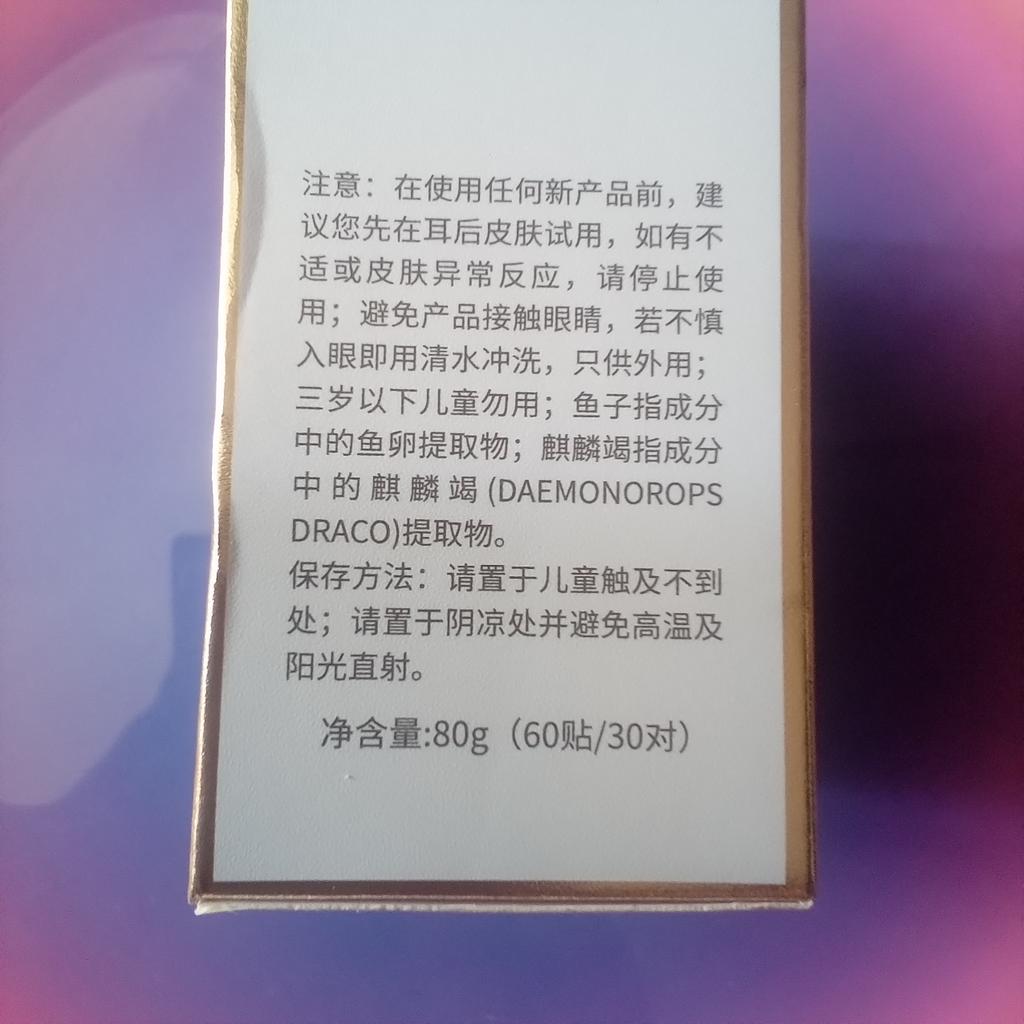 注意：在使用任何新产品前，建
议您先在耳后皮肤试用，如有不
适或皮肤异常反应，请停止使
用；避免产品接触眼睛，若不慎
入眼即用清水冲洗，只供外用；
三岁以下儿童勿用；鱼子指成分
中的鱼卵提取物；麒麟竭指成分
中的麒麟竭(DAEMONOROPS
DRACO)提取物。
保存方法：请置于儿童触及不到
处；请置于阴凉处并避免高温及
阳光直射。
净含量:80g（60贴/30对）